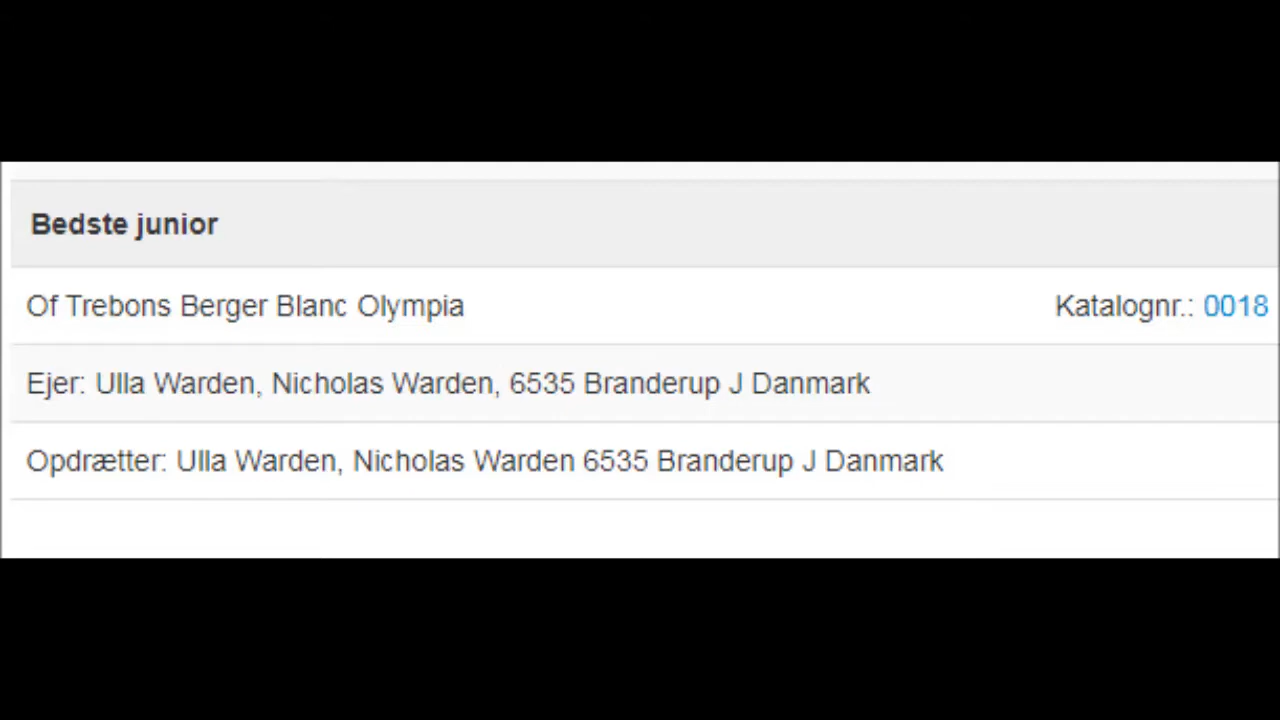 Bedste junior
Of Trebons Berger Blanc Olympia Katalognr.: 0018
Ejer: Ulla Warden, Nicholas Warden, 6535 Branderup J Danmark
Opdrætter: Ulla Warden, Nicholas Warden 6535 Branderup J Danmark